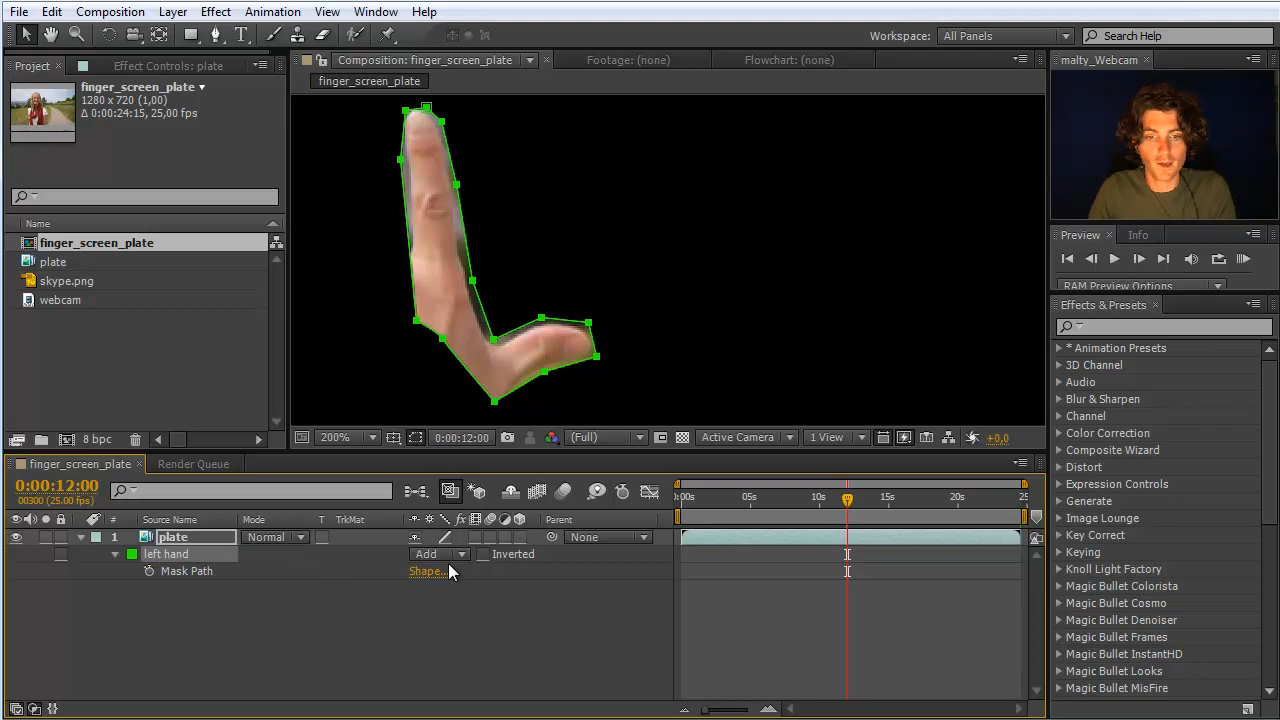 File Edit Composition Layer Effect Animation View Window Help
Workspace: All Panels Search Help
Project Effect Controls: plate
finger_screen_plate
1280 x 720 (1,00)
Δ 0:00:24:15, 25,00 fps
Name
finger_screen_plate
plate
skype.png
webcam
8 bpc
Composition: finger_screen_plate Footage: (none) Flowchart: (none)
finger_screen_plate
200% 0:00:12:00 (Full) Active Camera 1 View +0,0
malty_Webcam
Preview Info
RAM Preview Options
Effects & Presets
* Animation Presets
3D Channel
Audio
Blur & Sharpen
Channel
Color Correction
Composite Wizard
Distort
Expression Controls
Generate
Image Lounge
Key Correct
Keying
Knoll Light Factory
Magic Bullet Colorista
Magic Bullet Cosmo
Magic Bullet Denoiser
Magic Bullet Frames
Magic Bullet InstantHD
Magic Bullet Looks
Magic Bullet MisFire
finger_screen_plate Render Queue
0:00:12:00
00300 (25.00 fps)
:00s 05s 10s 15s 20s 25
# Source Name Mode T TrkMat fx Parent
1 plate Normal None
left hand Add Inverted
Mask Path Shape...